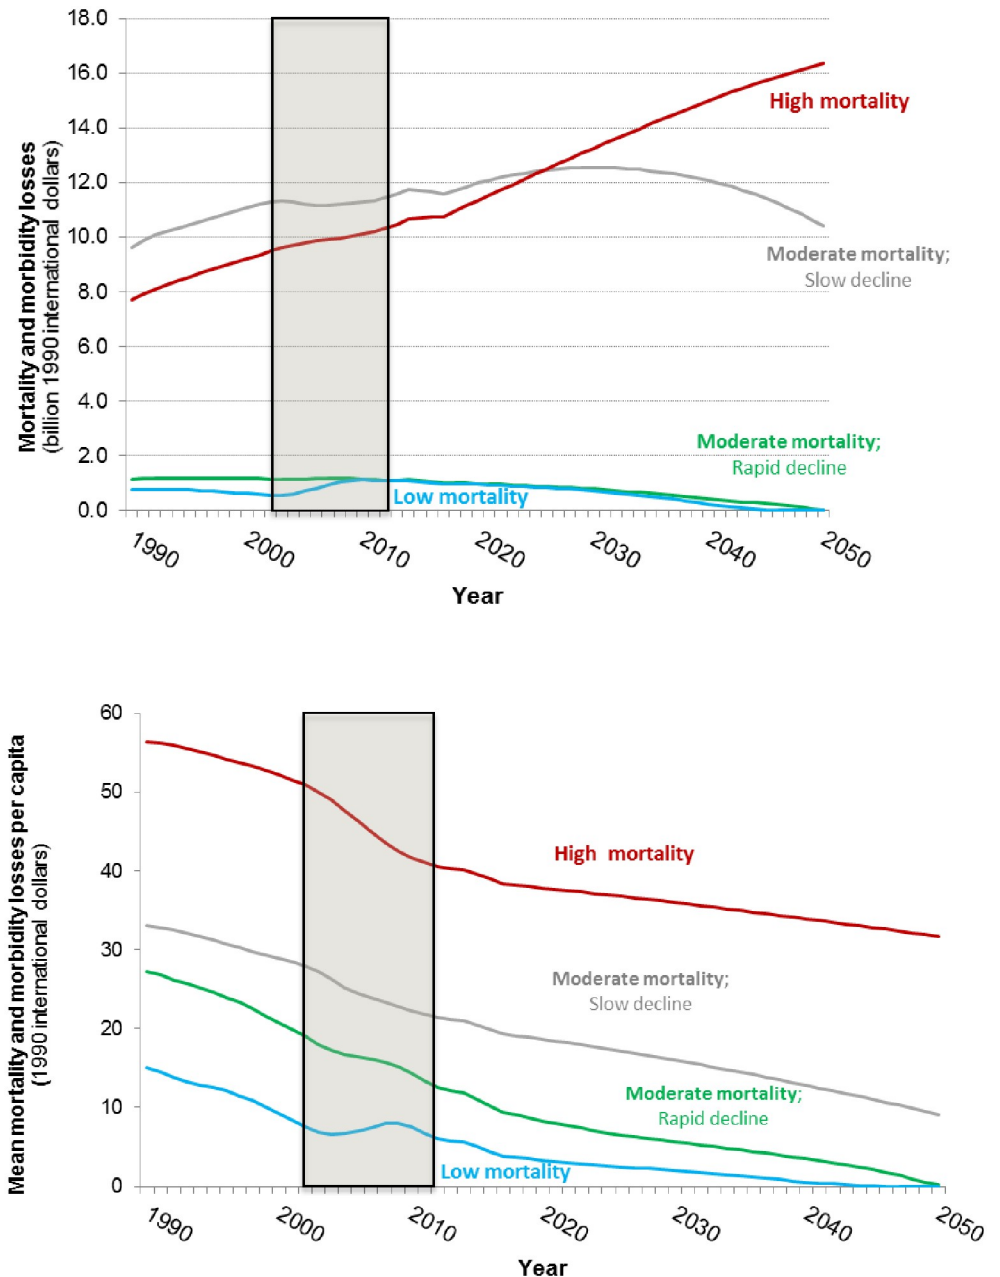 Mortality and morbidity losses
(billion 1990 international dollars)
18.0
16.0
14.0
12.0
10.0
8.0
6.0
4.0
2.0
0.0
High mortality
Moderate mortality;
Slow decline
Moderate mortality;
Rapid decline
Low mortality
1990
2000
2010
2020
2030
2040
2050
Year
Mean mortality and morbidity losses per capita
(1990 international dollars)
60
50
40
30
20
10
0
High mortality
Moderate mortality;
Slow decline
Moderate mortality;
Rapid decline
Low mortality
1990
2000
2010
2020
2030
2040
2050
Year